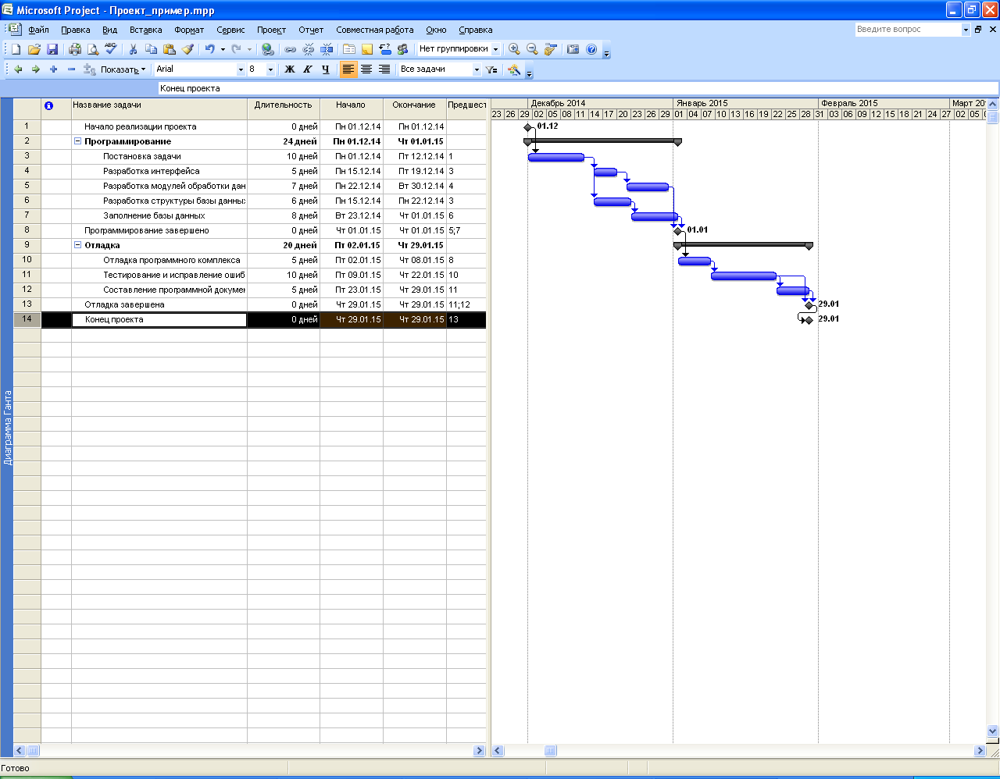 Microsoft Project - Проект_пример.mpp
Файл Правка Вид Вставка Формат Сервис Проект Отчет Совместная работа Окно Справка Введите вопрос
Нет группировки
Показать Arial 8 Ж К Ч Все задачи
Конец проекта
Название задачи Длительность Начало Окончание Предшест
Декабрь 2014 Январь 2015 Февраль 2015 Март 20
23 26 29 02 05 08 11 14 17 20 23 26 29 01 04 07 10 13 16 19 22 25 28 31 03 06 09 12 15 18 21 24 27 02 05 0
1 Начало реализации проекта 0 дней Пн 01.12.14 Пн 01.12.14 01.12
2 Программирование 24 дней Пн 01.12.14 Чт 01.01.15
3 Постановка задачи 10 дней Пн 01.12.14 Пт 12.12.14 1
4 Разработка интерфейса 5 дней Пн 15.12.14 Пт 19.12.14 3
5 Разработка модулей обработки дан 7 дней Пн 22.12.14 Вт 30.12.14 4
6 Разработка структуры базы данны 6 дней Пн 15.12.14 Пн 22.12.14 3
7 Заполнение базы данных 8 дней Вт 23.12.14 Чт 01.01.15 6
8 Программирование завершено 0 дней Чт 01.01.15 Чт 01.01.15 5;7 01.01
9 Отладка 20 дней Пт 02.01.15 Чт 29.01.15
10 Отладка программного комплекса 5 дней Пт 02.01.15 Чт 08.01.15 8
11 Тестирование и исправление ошиб 10 дней Пт 09.01.15 Чт 22.01.15 10
12 Составление программной докумен 5 дней Пт 23.01.15 Чт 29.01.15 11
13 Отладка завершена 0 дней Чт 29.01.15 Чт 29.01.15 11;12 29.01
14 Конец проекта 0 дней Чт 29.01.15 Чт 29.01.15 13 29.01
Диаграмма Ганта
Готово